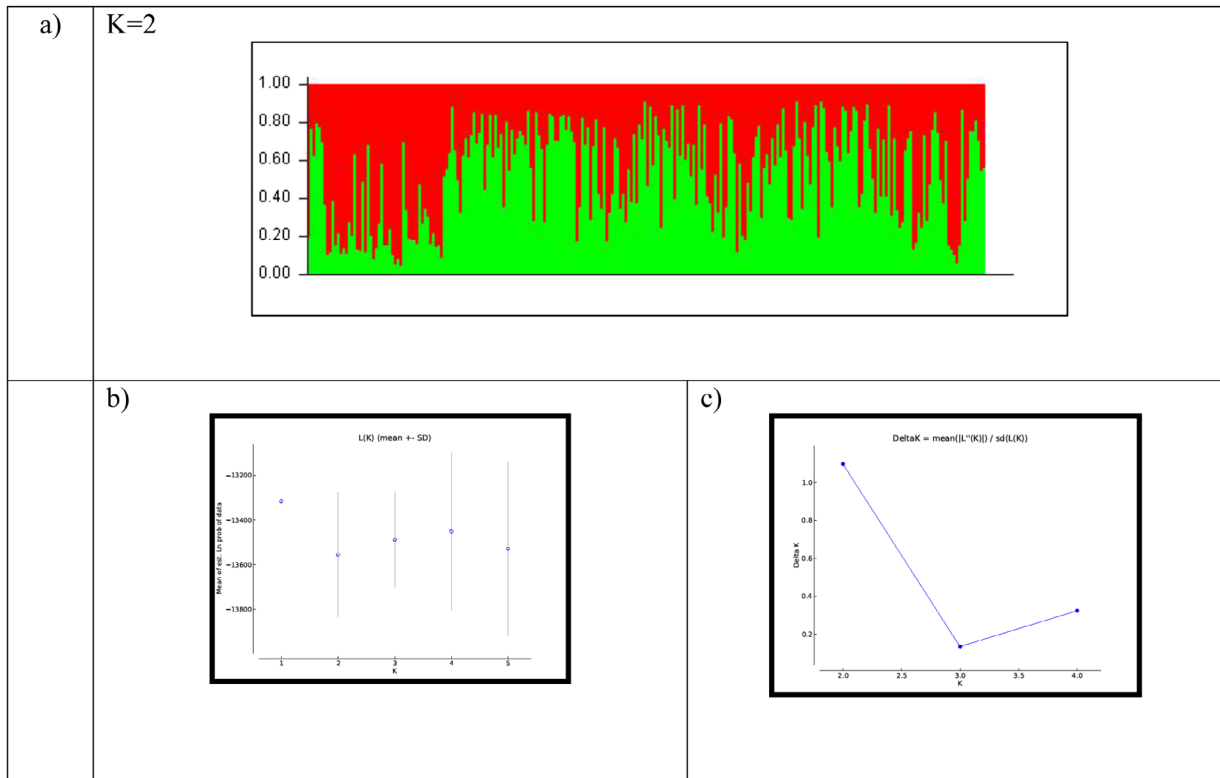 a)
K=2
1.00
0.80
0.60
0.40
0.20
0.00
b)
L(K) (mean +- SD)
Mean of est. Ln prob of data
−13200
−13400
−13600
−13800
1 2 3 4 5
K
c)
DeltaK = mean(|L''(K)|) / sd(L(K))
Delta K
1.0
0.8
0.6
0.4
0.2
2.0 2.5 3.0 3.5 4.0
K